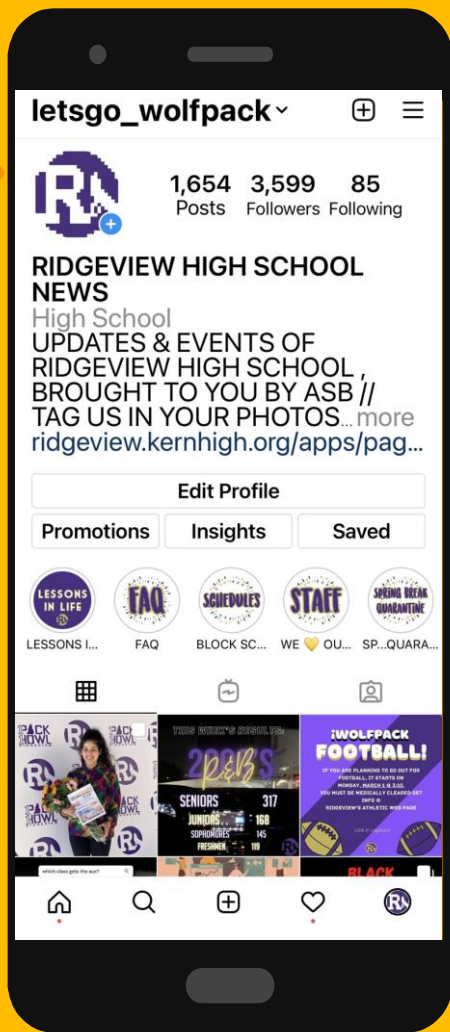 letsgo_wolfpack
1,654 3,599 85
Posts Followers Following
RIDGEVIEW HIGH SCHOOL
NEWS
High School
UPDATES & EVENTS OF
RIDGEVIEW HIGH SCHOOL ,
BROUGHT TO YOU BY ASB //
TAG US IN YOUR PHOTOS... more
ridgeview.kernhigh.org/apps/pag...
Edit Profile
Promotions Insights Saved
LESSONS
IN LIFE
FAQ
SCHEDULES
STAFF
SPRING BREAK
QUARANTINE
LESSONS I... FAQ BLOCK SC... WE 💛 OU... SP...QUARA...
PACK
HOWL
THIS WEEK'S RESULTS:
2000'S
R&B
SENIORS 317
JUNIORS 168
SOPHOMORES 145
FRESHMEN 119
¡WOLFPACK
FOOTBALL!
IF YOU ARE PLANNING TO GO OUT FOR
FOOTBALL, IT STARTS ON
MONDAY, MARCH 1 @ 3:30.
YOU MUST BE MEDICALLY CLEARED GET
INFO @
RIDGEVIEW'S ATHLETIC WEB PAGE
which class gets the aux?
BLACK